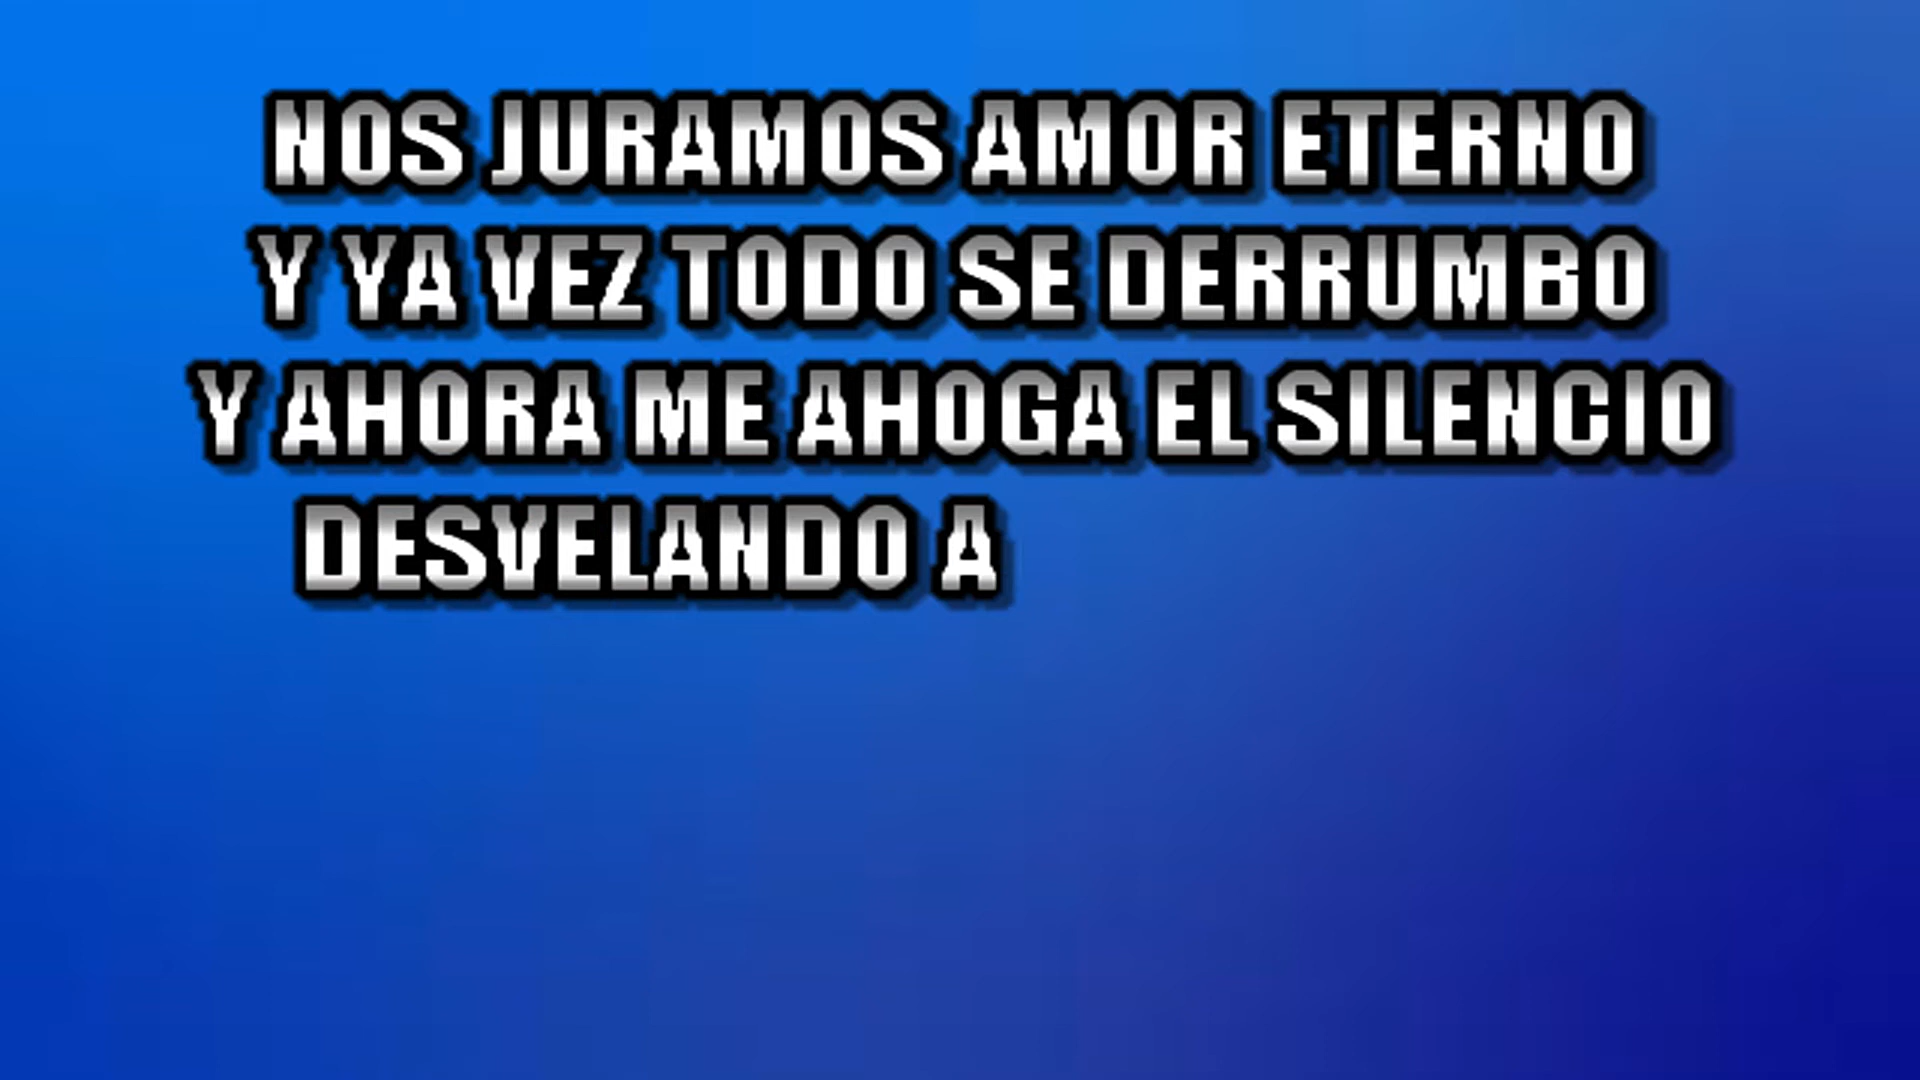 NOS JURAMOS AMOR ETERNO
Y YA VEZ TODO SE DERRUMBO
Y AHORA ME AHOGA EL SILENCIO
DESVELANDO A